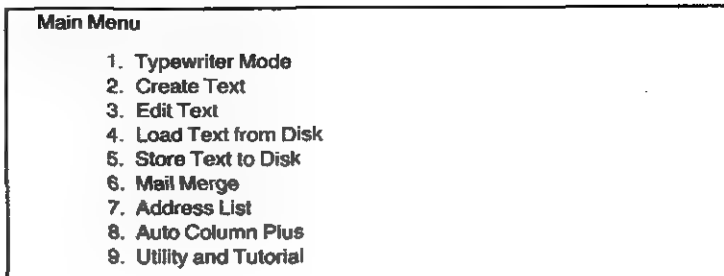 Main Menu
1. Typewriter Mode
2. Create Text
3. Edit Text
4. Load Text from Disk
5. Store Text to Disk
6. Mail Merge
7. Address List
8. Auto Column Plus
9. Utility and Tutorial